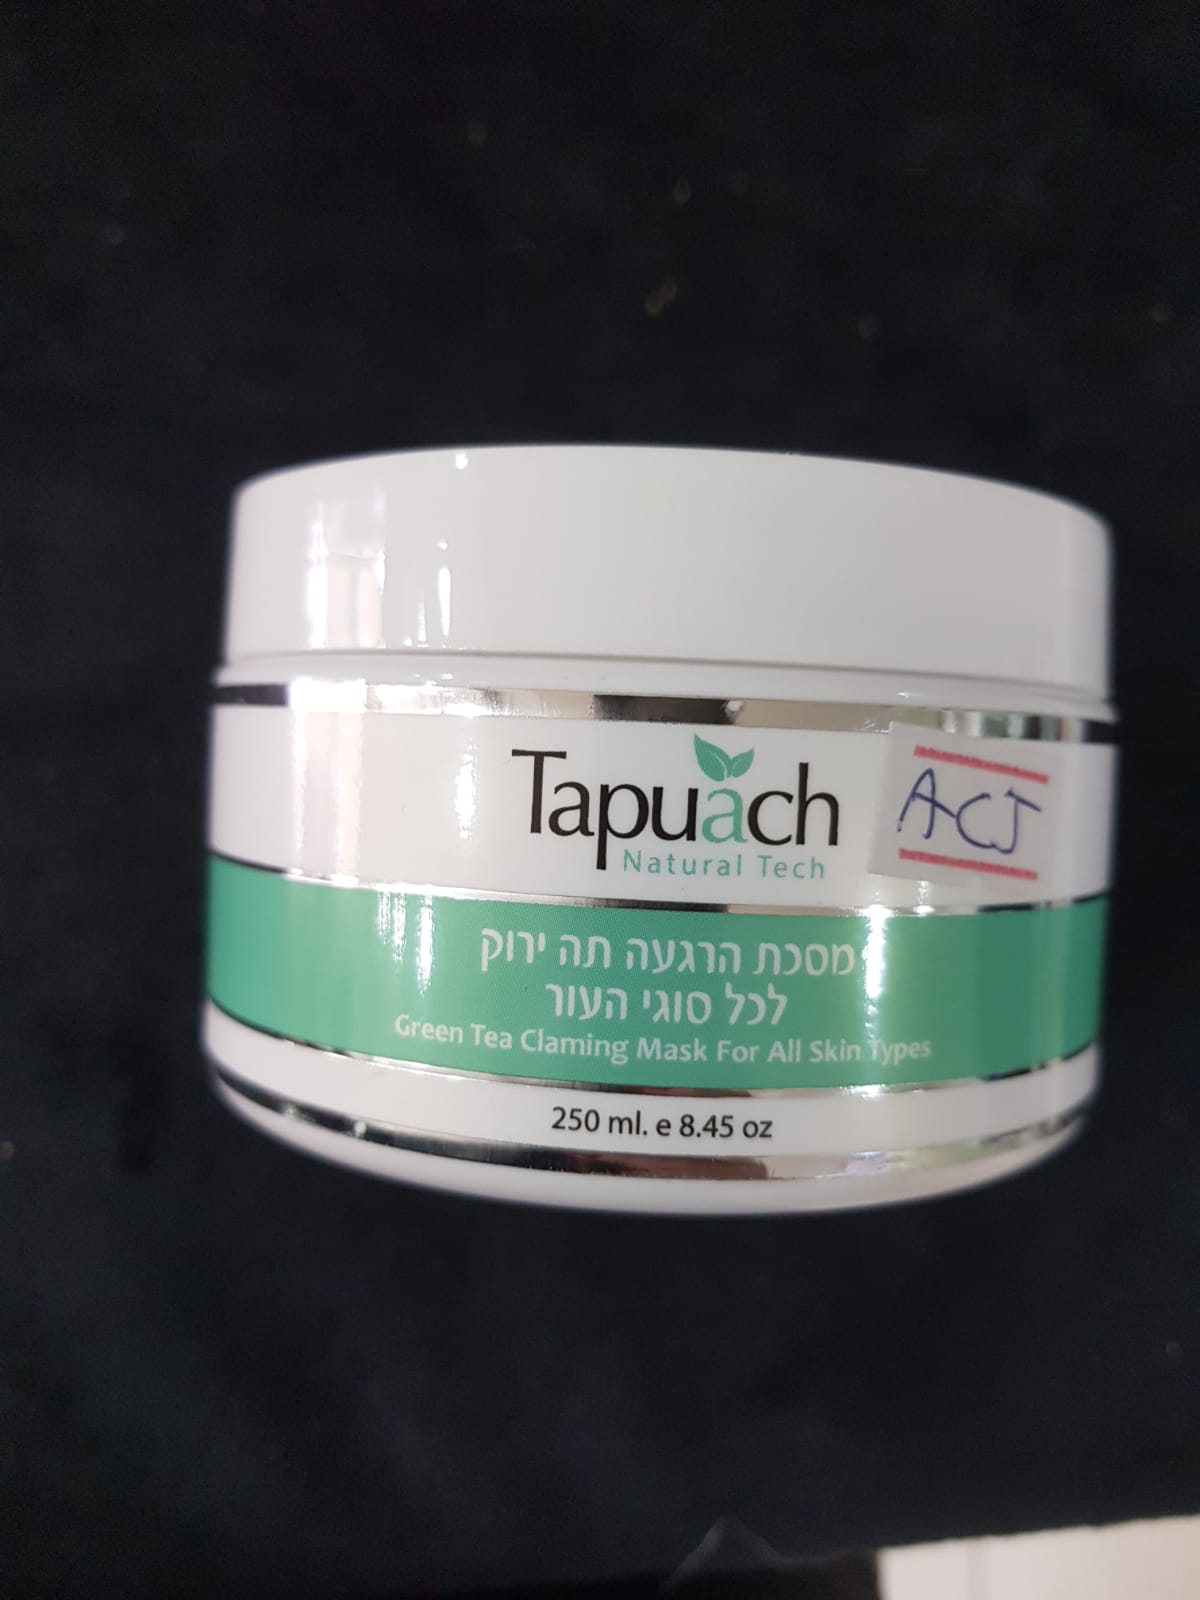 Tapuach
Natural Tech
ACJ
מסכת הרגעה תה ירוק
לכל סוגי העור
Green Tea Claming Mask For All Skin Types
250 ml. e 8.45 oz